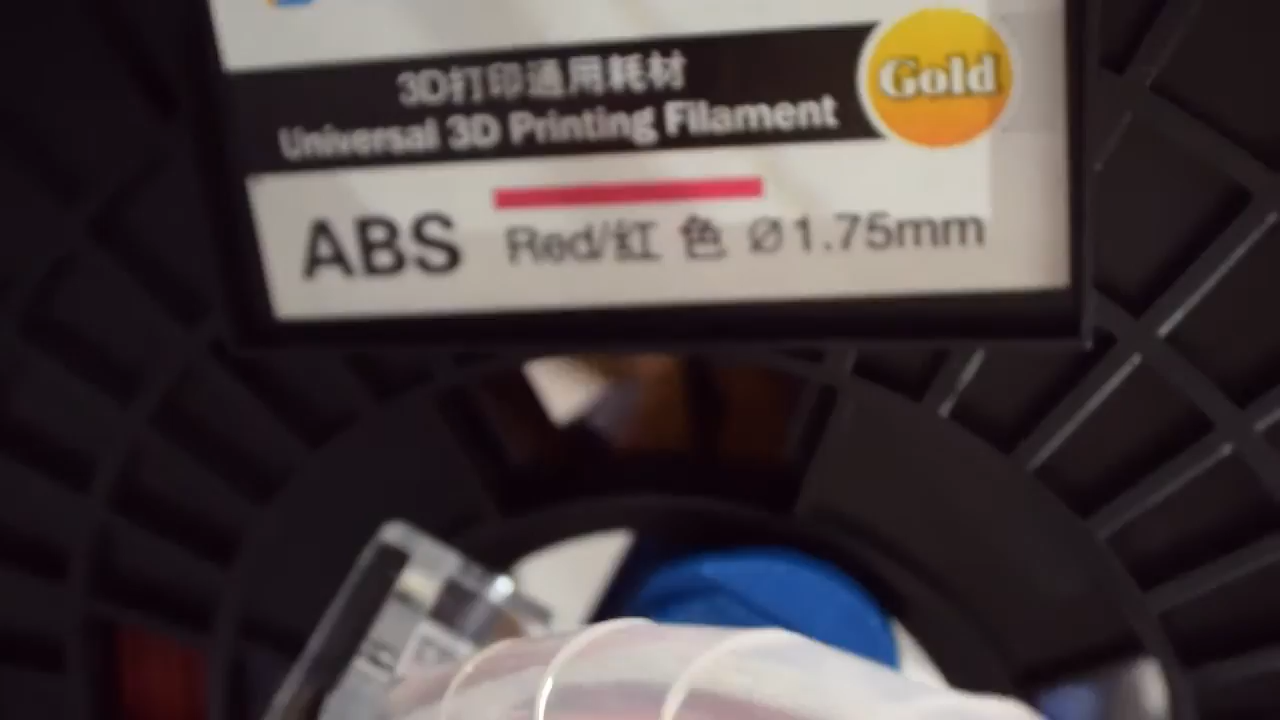 3D打印通用耗材
Universal 3D Printing Filament
Gold
ABS Red/红 色 Ø1.75mm